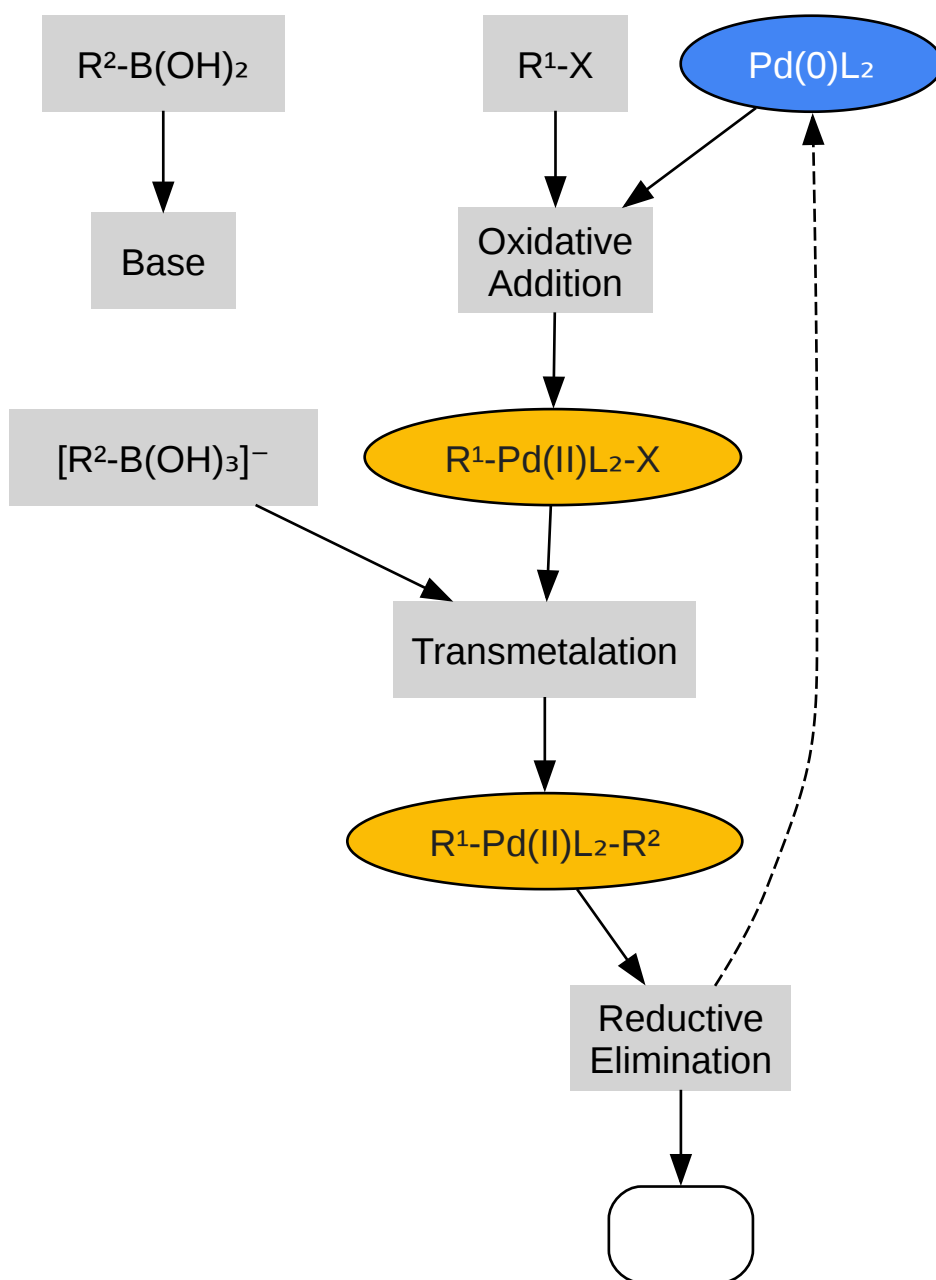 R²-B(OH)₂
R¹-X
Pd(0)L₂
Base
Oxidative
Addition
[R²-B(OH)₃]⁻
R¹-Pd(II)L₂-X
Transmetalation
R¹-Pd(II)L₂-R²
Reductive
Elimination